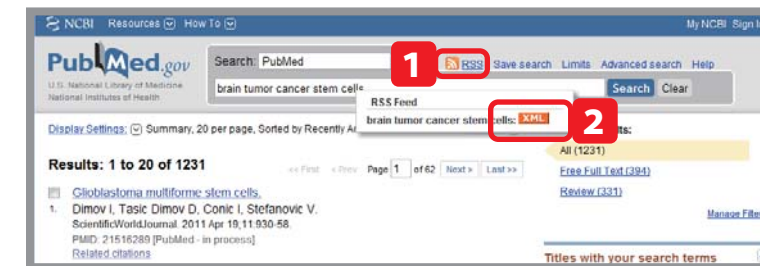 NCBI Resources How To My NCBI Sign In
PubMed.gov
U.S. National Library of Medicine
National Institutes of Health
Search: PubMed
1
RSS Save search Limits Advanced search Help
brain tumor cancer stem cells
Search Clear
RSS Feed
brain tumor cancer stem cells: XML
2
Display Settings: Summary, 20 per page, Sorted by Recently
Results: 1 to 20 of 1231
<< First < Prev Page 1 of 62 Next > Last >>
All (1231)
Free Full Text (394)
Review (331)
Manage Filte
Glioblastoma multiforme stem cells.
1. Dimov I, Tasic Dimov D, Conic I, Stefanovic V.
ScientificWorldJournal. 2011 Apr 19;11:930-58.
PMID: 21516289 [PubMed - in process]
Related citations
Titles with your search terms